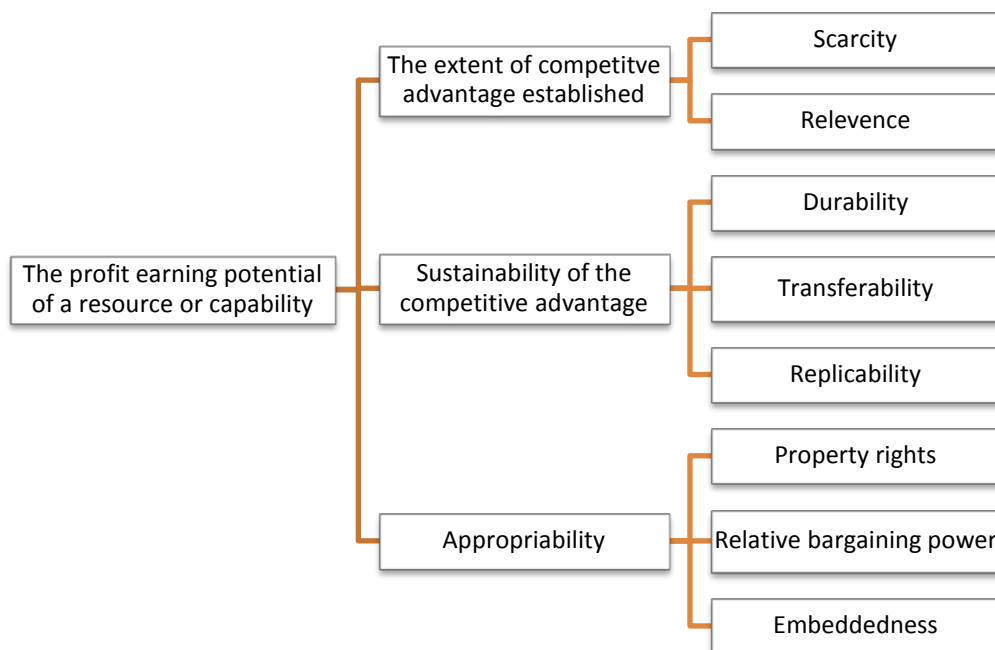 The profit earning potential
of a resource or capability
The extent of competitve
advantage established
Scarcity
Relevence
Sustainability of the
competitive advantage
Durability
Transferability
Replicability
Appropriability
Property rights
Relative bargaining power
Embeddedness